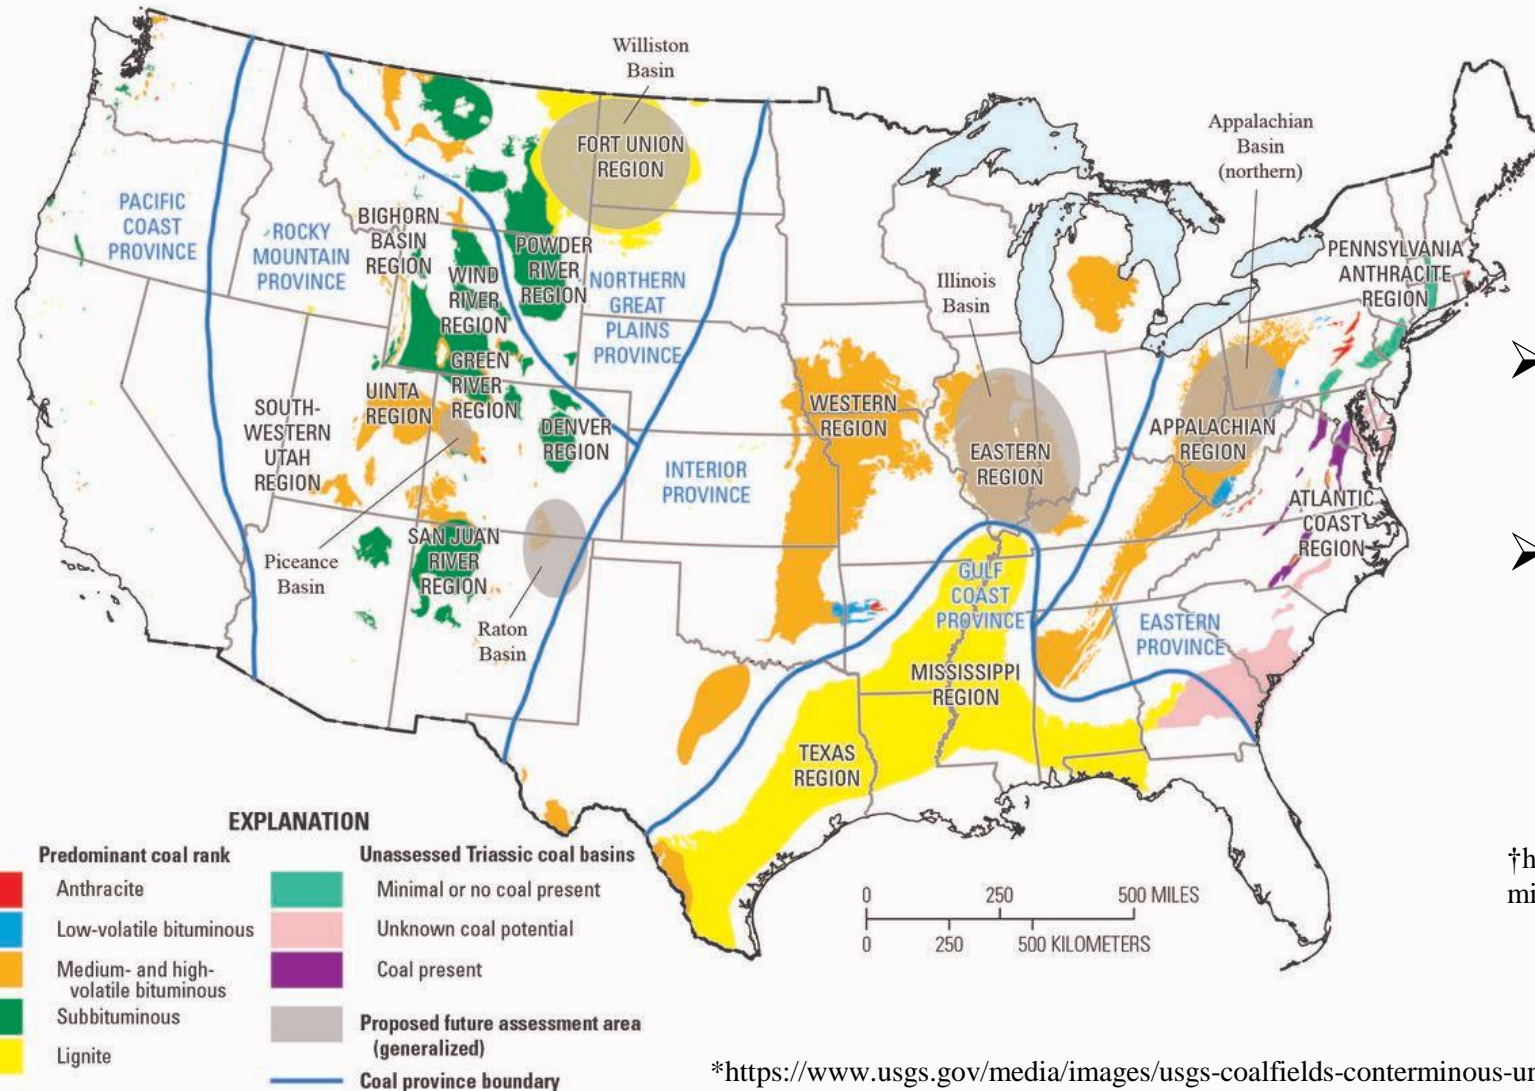 Williston
Basin
Appalachian
Basin
(northern)
FORT UNION
REGION
PACIFIC
COAST
PROVINCE
ROCKY
MOUNTAIN
PROVINCE
BIGHORN
BASIN
REGION
WIND
RIVER
REGION
POWDER
RIVER
REGION
NORTHERN
GREAT
PLAINS
PROVINCE
Illinois
Basin
PENNSYLVANIA
ANTHRACITE
REGION
GREEN
RIVER
REGION
UINTA
REGION
SOUTH-
WESTERN
UTAH
REGION
DENVER
REGION
WESTERN
REGION
INTERIOR
PROVINCE
EASTERN
REGION
APPALACHIAN
REGION
ATLANTIC
COAST
REGION
SAN JUAN
RIVER
REGION
Piceance
Basin
Raton
Basin
GULF
COAST
PROVINCE
EASTERN
PROVINCE
MISSISSIPPI
REGION
TEXAS
REGION
EXPLANATION
Predominant coal rank
Anthracite
Low-volatile bituminous
Medium- and high-
volatile bituminous
Subbituminous
Lignite
Unassessed Triassic coal basins
Minimal or no coal present
Unknown coal potential
Coal present
Proposed future assessment area
(generalized)
Coal province boundary
0 250 500 MILES
0 250 500 KILOMETERS
†h
mi
*https://www.usgs.gov/media/images/usgs-coalfields-conterminous-un